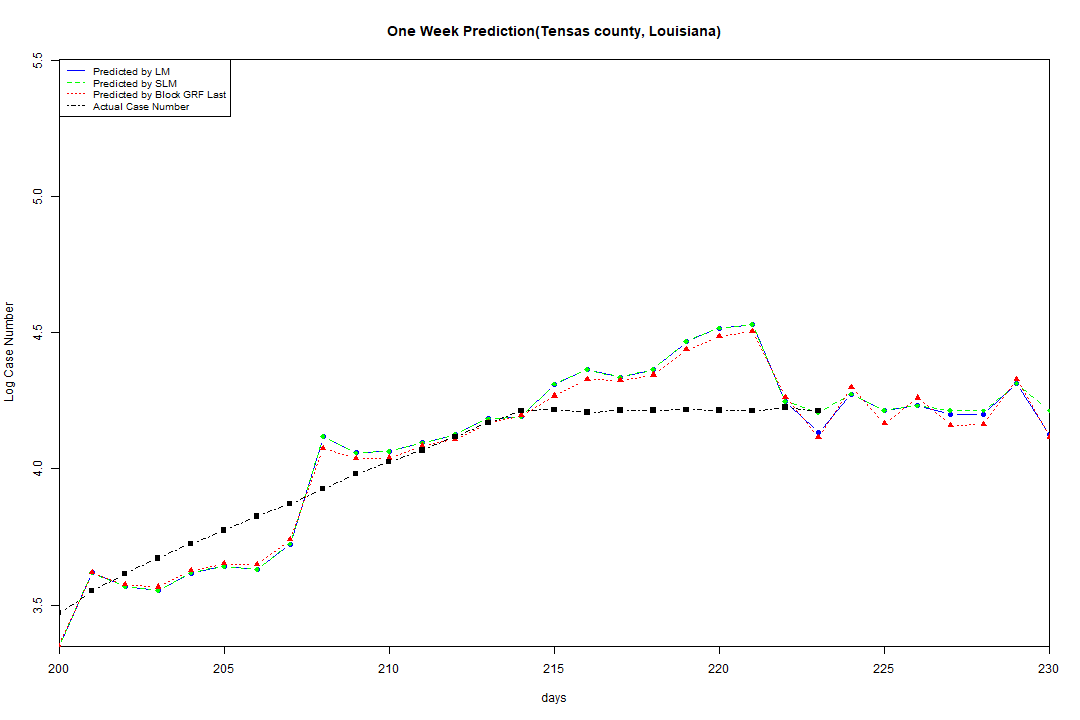 One Week Prediction(Tensas county, Louisiana)
Predicted by LM
Predicted by SLM
Predicted by Block GRF Last
Actual Case Number
5.5
5.0
4.5
4.0
3.5
Log Case Number
200 205 210 215 220 225 230
days